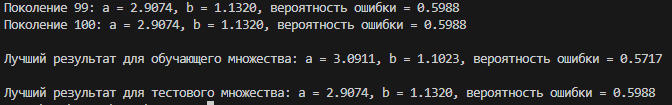 Поколение 99: a = 2.9074, b = 1.1320, вероятность ошибки = 0.5988
Поколение 100: a = 2.9074, b = 1.1320, вероятность ошибки = 0.5988
Лучший результат для обучающего множества: a = 3.0911, b = 1.1023, вероятность ошибки = 0.5717
Лучший результат для тестового множества: a = 2.9074, b = 1.1320, вероятность ошибки = 0.5988